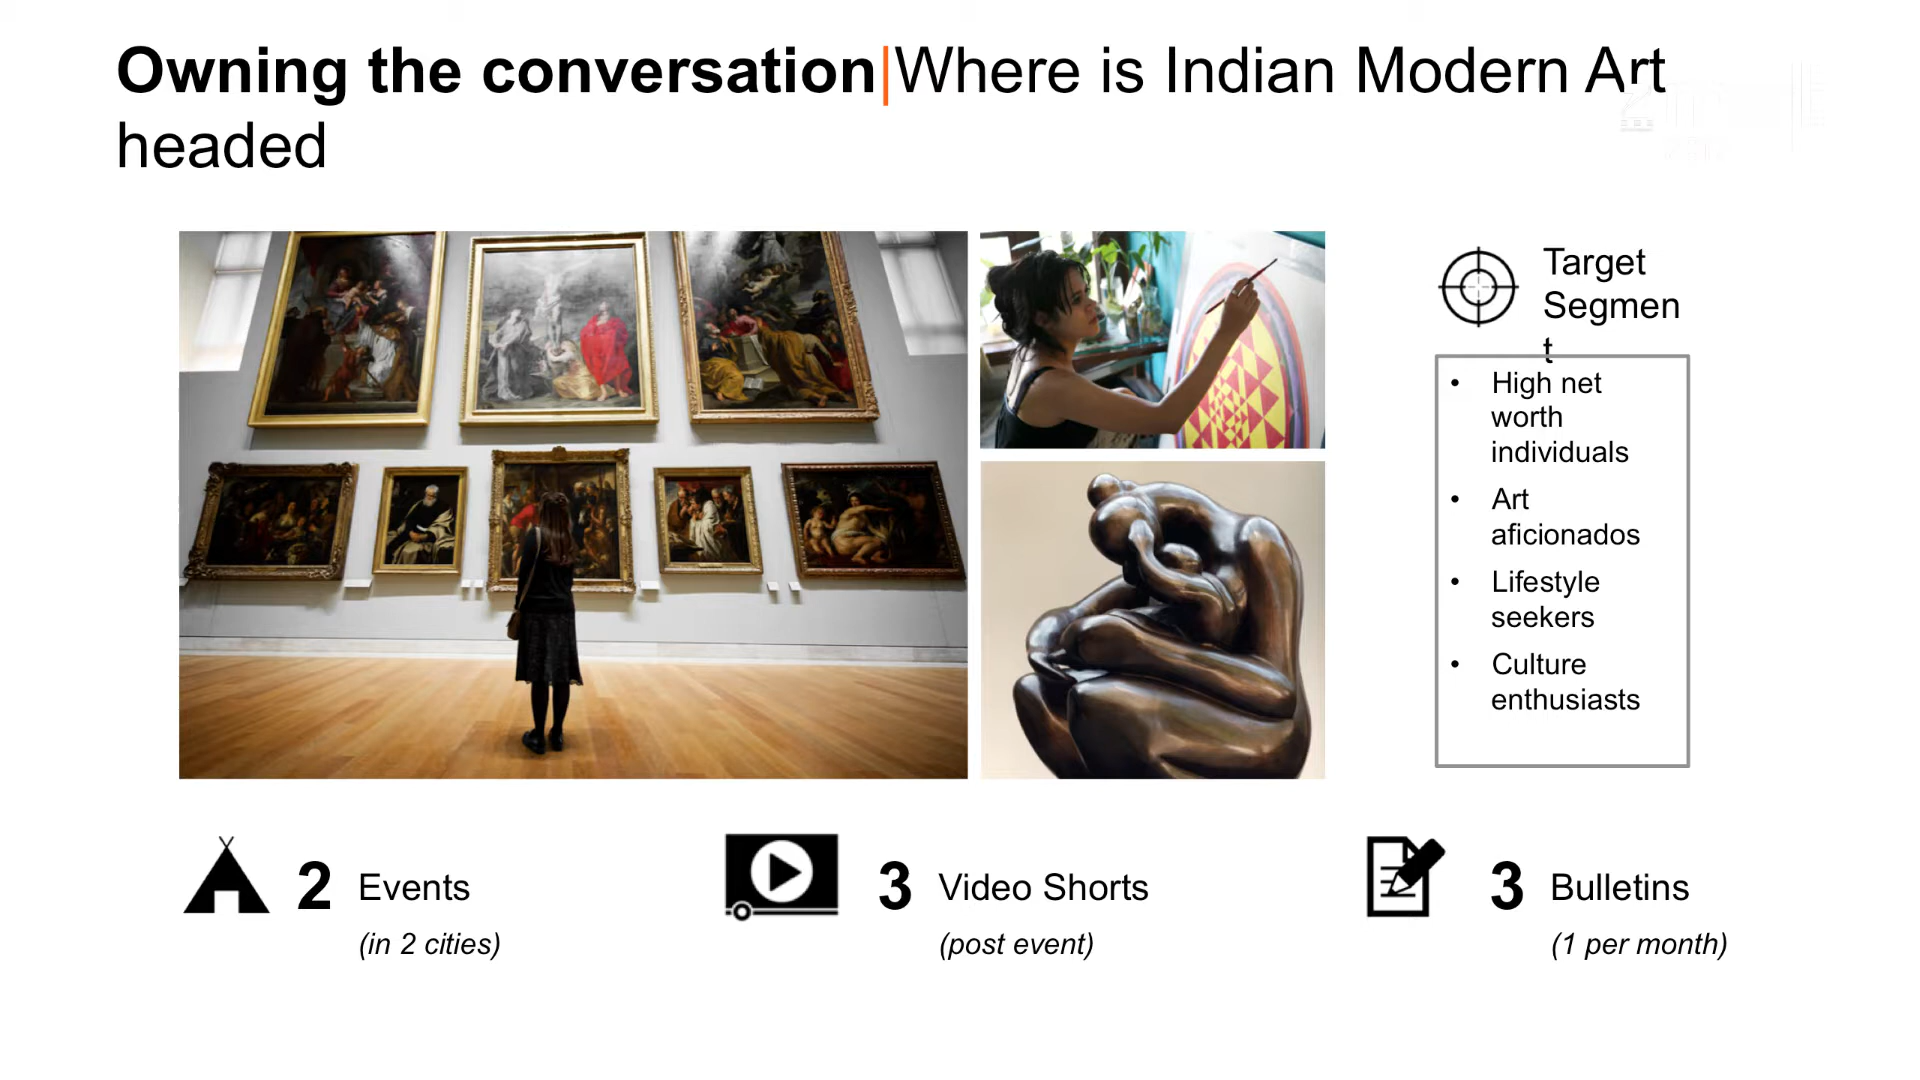 Owning the conversation|Where is Indian Modern Art
headed
Target
Segmen
t
• High net
worth
individuals
• Art
aficionados
• Lifestyle
seekers
• Culture
enthusiasts
2 Events
(in 2 cities)
3 Video Shorts
(post event)
3 Bulletins
(1 per month)